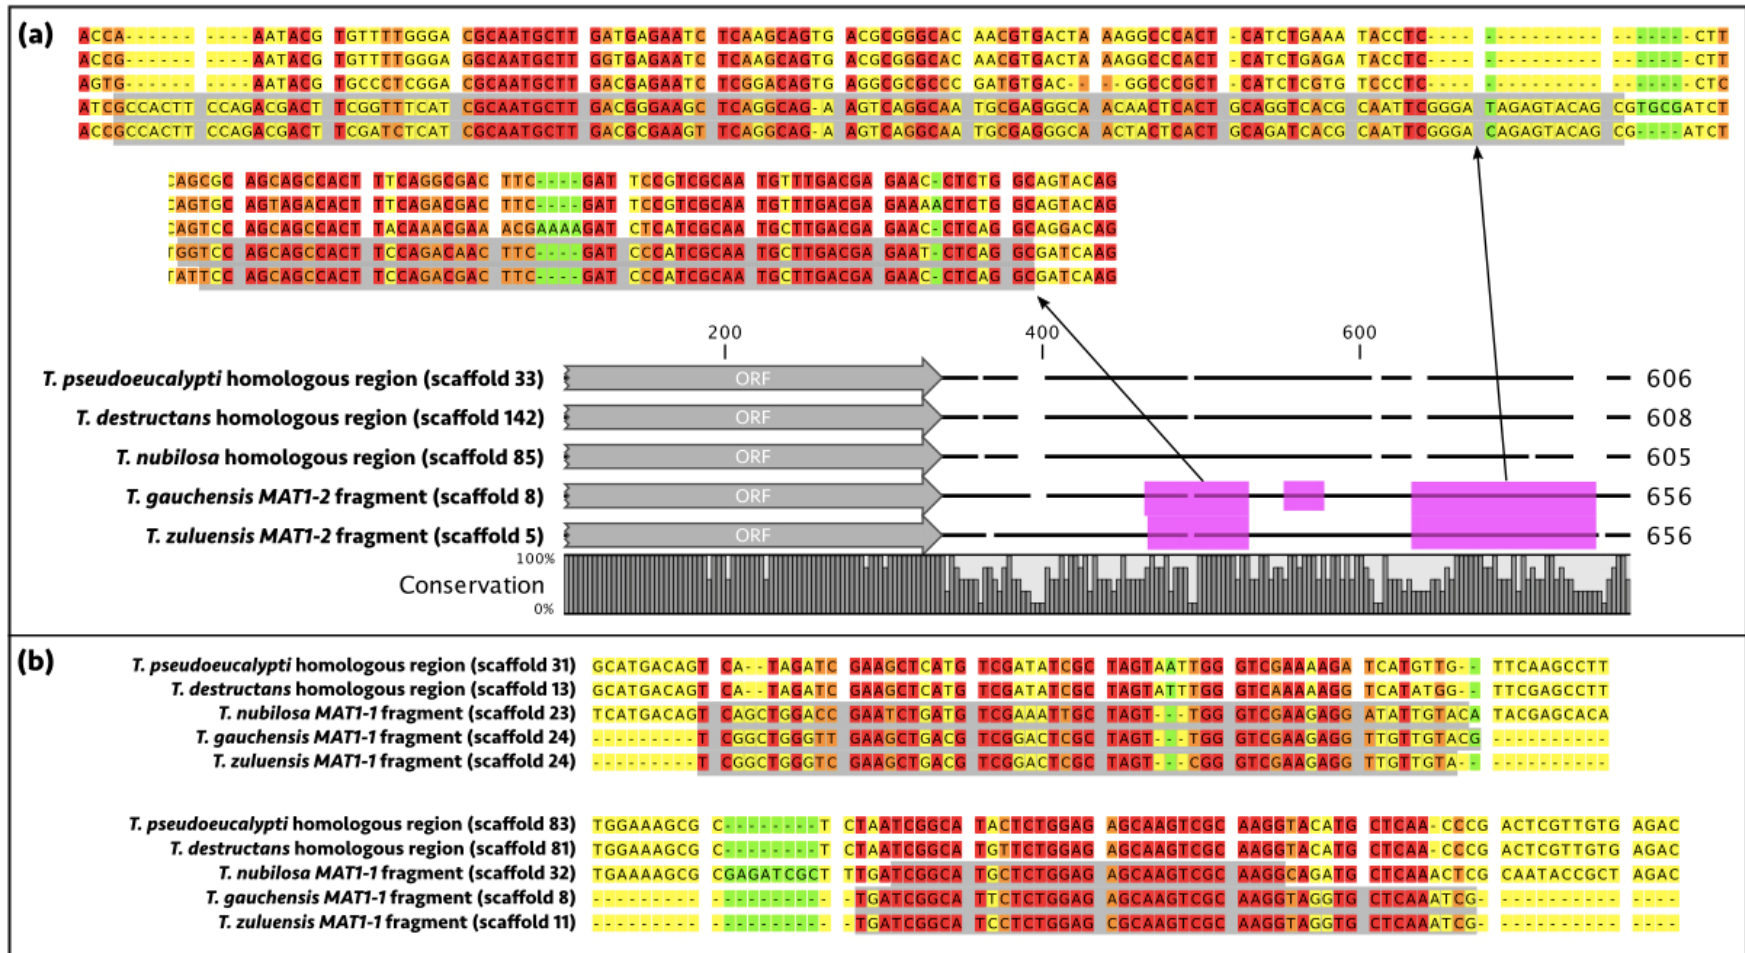 (a)
ACCA------ ----AATACG TGTTTTGGGA CGCAATGCTT GATGAGAATC TCAAGCAGTG ACGCGGGCAC AACGTGACTA AAGGCCCACT -CATCTGAAA TACCTC---- ---------- ------CTT
ACCG------ ----AATACG TGTTTTGGGA GGCAATGCTT GGTGAGAATC TCAAGCAGTG ACGCGGGCAC AACGTGACTA AAGGCCCACT -CATCTGAGA TACCTC---- ---------- ------CTT
AGTG------ ----AATACG TGCCCTCGGA CGCAATGCTT GACGAGAATC TCGGACAGTG AGGCGCGCCC GATGTGAC-- --GGCCCGCT -CATCTCGTG TCCCTC---- ---------- ------CTC
ATCGCCACTT CCAGACGACT TCGGTTTCAT CGCAATGCTT GACGGGAAGC TCAGGCAG-A AGTCAGGCAA TGCGAGGGCA ACAACTCACT GCAGGTCACG CAATTCGGGA TAGAGTACAG CGTGCGATCT
ACCGCCACTT CCAGACGACT TCGATCTCAT CGCAATGCTT GACGCGAAGT TCAGGCAG-A AGTCAGGCAA TGCGAGGGCA ACTACTCACT GCAGATCACG CAATTCGGGA CAGAGTACAG CG----ATCT
CAGCGC AGCAGCCACT TTCAGGCGAC TTC----GAT TCCGTCGCAA TGTTTGACGA GAAC-CTCTG GCAGTACAG
CAGTGC AGTAGACACT TTCAGACGAC TTC----GAT TCCGTCGCAA TGTTTGACGA GAAAACTCTG GCAGTACAG
CAGTCC AGCAGCCACT TACAAACGAA ACGAAAAGAT CTCATCGCAA TGCTTGACGA GAAC-CTCAG GCAGGACAG
TGGTCC AGCAGCCACT TCCAGACAAC TTC----GAT CCCATCGCAA TGCTTGACGA GAAT-CTCAG GCGATCAAG
TATTCC AGCAGCCACT TCCAGACGAC TTC----GAT CCCATCGCAA TGCTTGACGA GAAC-CTCAG GCGATCAAG
200 400 600
T. pseudoeucalypti homologous region (scaffold 33) ORF 606
T. destructans homologous region (scaffold 142) ORF 608
T. nubilosa homologous region (scaffold 85) ORF 605
T. gauchensis MAT1-2 fragment (scaffold 8) ORF 656
T. zuluensis MAT1-2 fragment (scaffold 5) ORF 656
100%
Conservation
0%
(b)
T. pseudoeucalypti homologous region (scaffold 31) GCATGACAGT CA--TAGATC GAAGCTCATG TCGATATCGC TAGTAATTGG GTCGAAAAGA TCATGTTG-- TTCAAGCCTT
T. destructans homologous region (scaffold 13) GCATGACAGT CA--TAGATC GAAGCTCATG TCGATATCGC TAGTATTTGG GTCAAAAAGG TCATATGG-- TTCGAGCCTT
T. nubilosa MAT1-1 fragment (scaffold 23) TCATGACAGT CAGCTGGACC GAATCTGATG TCGAAATTGC TAGT---TGG GTCGAAGAGG ATATTGTACA TACGAGCACA
T. gauchensis MAT1-1 fragment (scaffold 24) ---------T CGGCTGGGTT GAAGCTGACG TCGGACTCGC TAGT---TGG GTCGAAGAGG TTGTTGTACG ----------
T. zuluensis MAT1-1 fragment (scaffold 24) ---------T CGGCTGGGTC GAAGCTGACG TCGGACTCGC TAGT---CGG GTCGAAGAGG TTGTTGTA-- ----------
T. pseudoeucalypti homologous region (scaffold 83) TGGAAAGCGC C--------T CTAATCGGCA TACTCTGGAG AGCAAGTCGC AAGGTACATG CTCAA-CCCG ACTCGTTGTG AGAC
T. destructans homologous region (scaffold 81) TGGAAAGCGC C--------T CTAATCGGCA TGTTCTGGAG AGCAAGTCGC AAGGTACATG CTCAA-CCCG ACTCGTTGTG AGAC
T. nubilosa MAT1-1 fragment (scaffold 32) TGAAAAGCGC CGAGATCGCT TTGATCGGCA TGCTCTGGAG AGCAAGTCGC AAGGCAGATG CTCAAACTCG CAATACCGCT AGAC
T. gauchensis MAT1-1 fragment (scaffold 8) ---------- ---------- -TGATCGGCA TTCTCTGGAG AGCAAGTCGC AAGGTAGGTG CTCAAATCG- ---------- ----
T. zuluensis MAT1-1 fragment (scaffold 11) ---------- ---------- -TGATCGGCA TCCTCTGGAG CGCAAGTCGC AAGGTAGGTG CTCAAATCG- ---------- ----